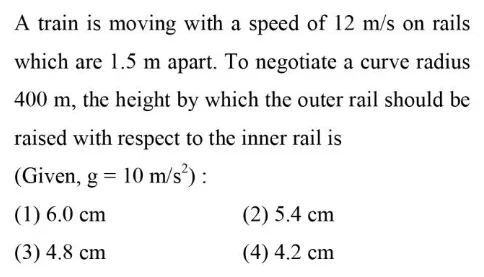 A train is moving with a speed of 12 m/s on rails
which are 1.5 m apart. To negotiate a curve radius
400 m, the height by which the outer rail should be
raised with respect to the inner rail is
(Given, g = 10 m/s²) :
(1) 6.0 cm (2) 5.4 cm
(3) 4.8 cm (4) 4.2 cm